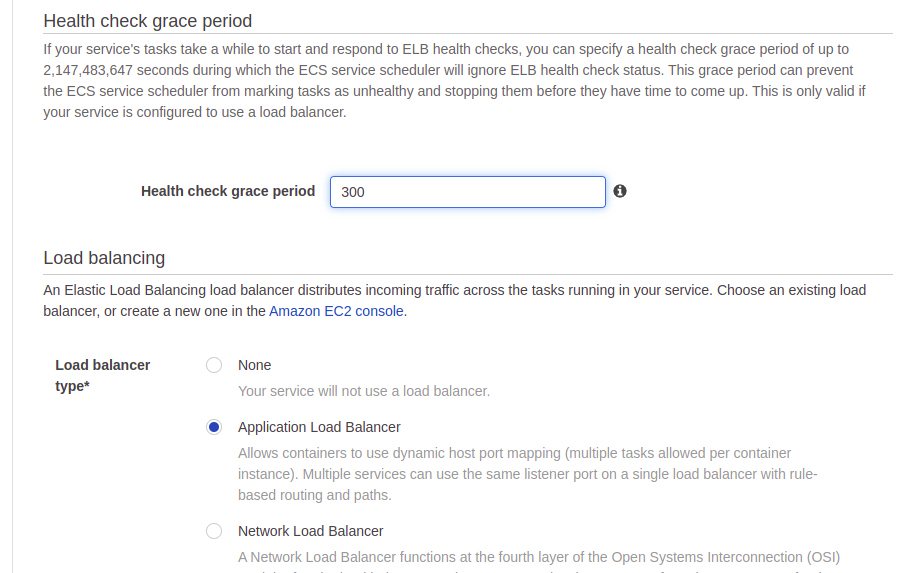 Health check grace period
If your service's tasks take a while to start and respond to ELB health checks, you can specify a health check grace period of up to
2,147,483,647 seconds during which the ECS service scheduler will ignore ELB health check status. This grace period can prevent
the ECS service scheduler from marking tasks as unhealthy and stopping them before they have time to come up. This is only valid if
your service is configured to use a load balancer.
Health check grace period 300
Load balancing
An Elastic Load Balancing load balancer distributes incoming traffic across the tasks running in your service. Choose an existing load
balancer, or create a new one in the Amazon EC2 console.
Load balancer
type*
None
Your service will not use a load balancer.
Application Load Balancer
Allows containers to use dynamic host port mapping (multiple tasks allowed per container
instance). Multiple services can use the same listener port on a single load balancer with rule-
based routing and paths.
Network Load Balancer
A Network Load Balancer functions at the fourth layer of the Open Systems Interconnection (OSI)